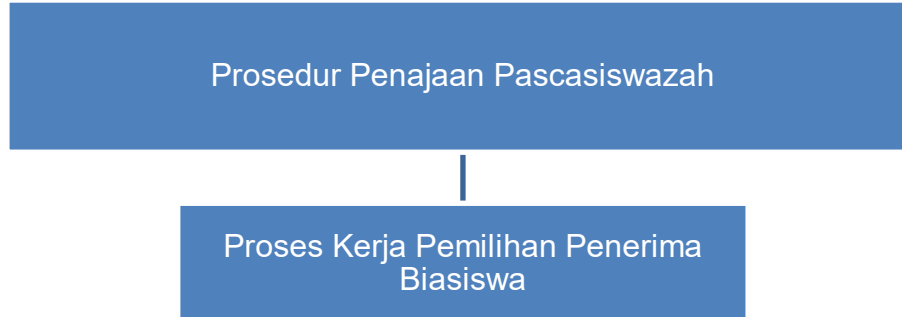 Prosedur Penajaan Pascasiswazah
Proses Kerja Pemilihan Penerima
Biasiswa